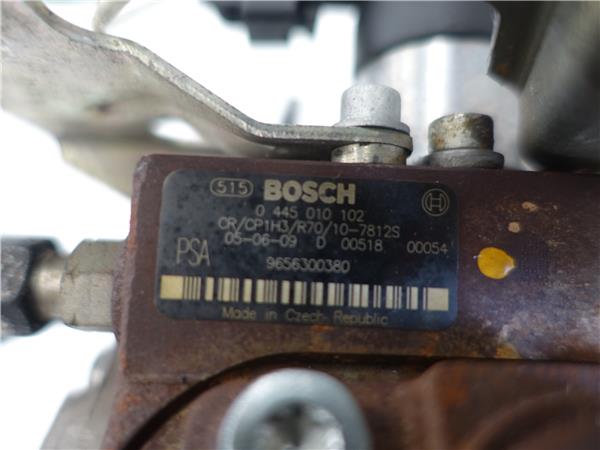 515 BOSCH
0 445 010 102
CR/CP1H3/R70/10-7812S
05-06-09 D 00518 00054
PSA 9656300380
Made in Czech Republic